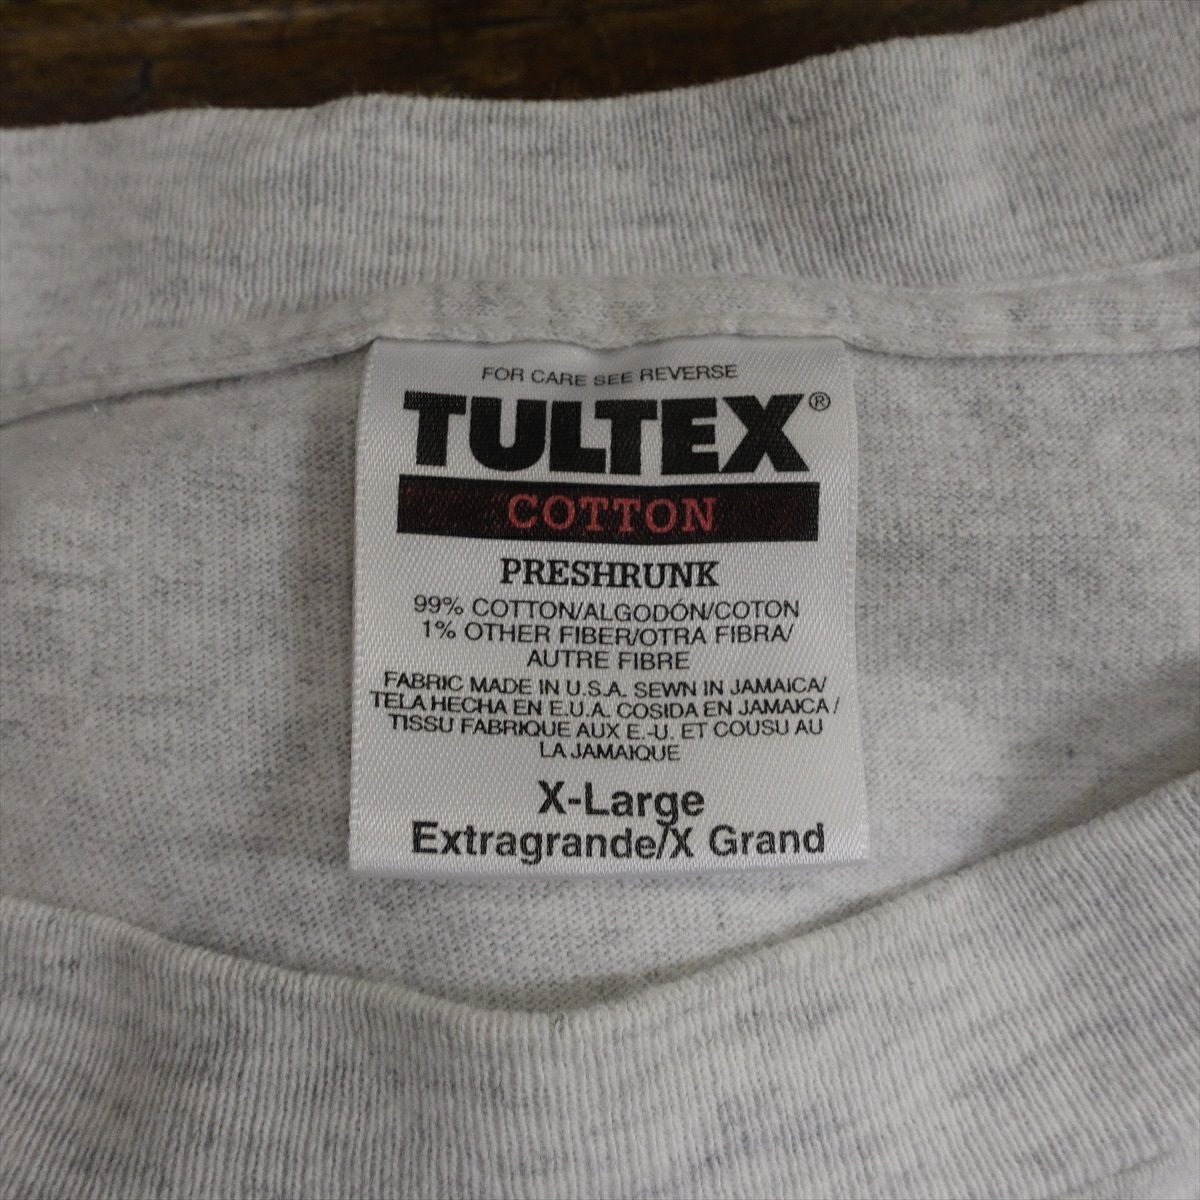 FOR CARE SEE REVERSE
TULTEX®
COTTON
PRESHRUNK
99% COTTON/ALGODÓN/COTON
1% OTHER FIBER/OTRA FIBRA/
AUTRE FIBRE
FABRIC MADE IN U.S.A. SEWN IN JAMAICA/
TELA HECHA EN E.U.A. COSIDA EN JAMAICA /
TISSU FABRIQUE AUX E.-U. ET COUSU AU
LA JAMAIQUE
X-Large
Extragrande/X Grand